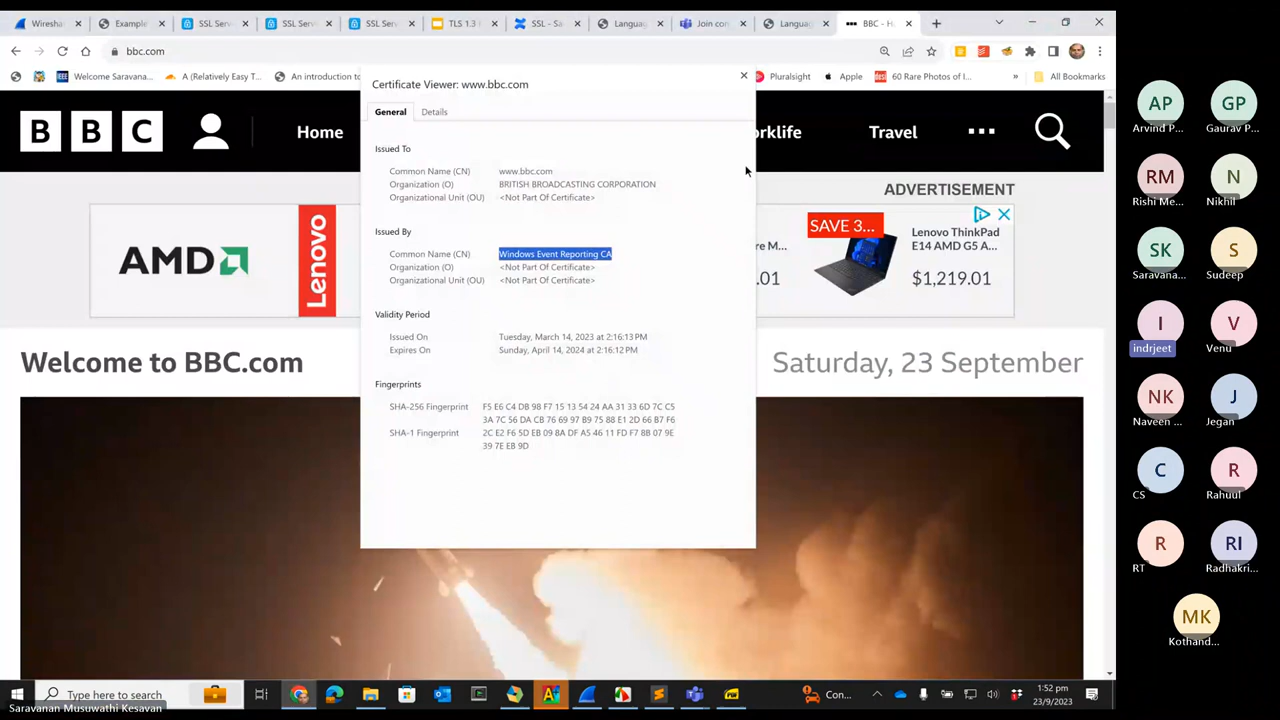 Wiresha
Example
SSL Serv
SSL Serv
SSL Serv
TLS 1.3
SSL - Sa
Languag
Join con
Languag
BBC - H
bbc.com
IEEE
Welcome Saravana...
A (Relatively Easy T...
An introduction to
Pluralsight
Apple
desi
60 Rare Photos of I...
»
All Bookmarks
Certificate Viewer: www.bbc.com
General
Details
BBC
Home
orklife
Travel
Issued To
Common Name (CN) www.bbc.com
Organization (O) BRITISH BROADCASTING CORPORATION
Organizational Unit (OU) <Not Part Of Certificate>
Issued By
Common Name (CN) Windows Event Reporting CA
Organization (O) <Not Part Of Certificate>
Organizational Unit (OU) <Not Part Of Certificate>
Validity Period
Issued On Tuesday, March 14, 2023 at 2:16:13 PM
Expires On Sunday, April 14, 2024 at 2:16:12 PM
Fingerprints
SHA-256 Fingerprint F5 E6 C4 DB 98 F7 15 13 54 24 AA 31 33 6D 7C C5
3A 7C 56 DA CB 76 69 97 B9 75 88 E1 2D 66 B7 F6
SHA-1 Fingerprint 2C E2 F6 5D EB 09 8A DF A5 46 11 FD F7 8B 07 9E
39 7E EB 9D
ADVERTISEMENT
AMD
Lenovo
e M...
.01
SAVE 3...
Lenovo ThinkPad
E14 AMD G5 A...
$1,219.01
Welcome to BBC.com
Saturday, 23 September
AP
Arvind P...
GP
Gaurav P...
RM
Rishi Me...
N
Nikhil
SK
Saravana...
S
Sudeep
I
indrjeet
V
Venu
NK
Naveen ...
J
Jegan
C
CS
R
Rahuul
R
RT
RI
Radhakri...
MK
Kothand...
Type here to search
Con...
1:52 pm
23/9/2023
Saravanan Musuwathi Kesavan